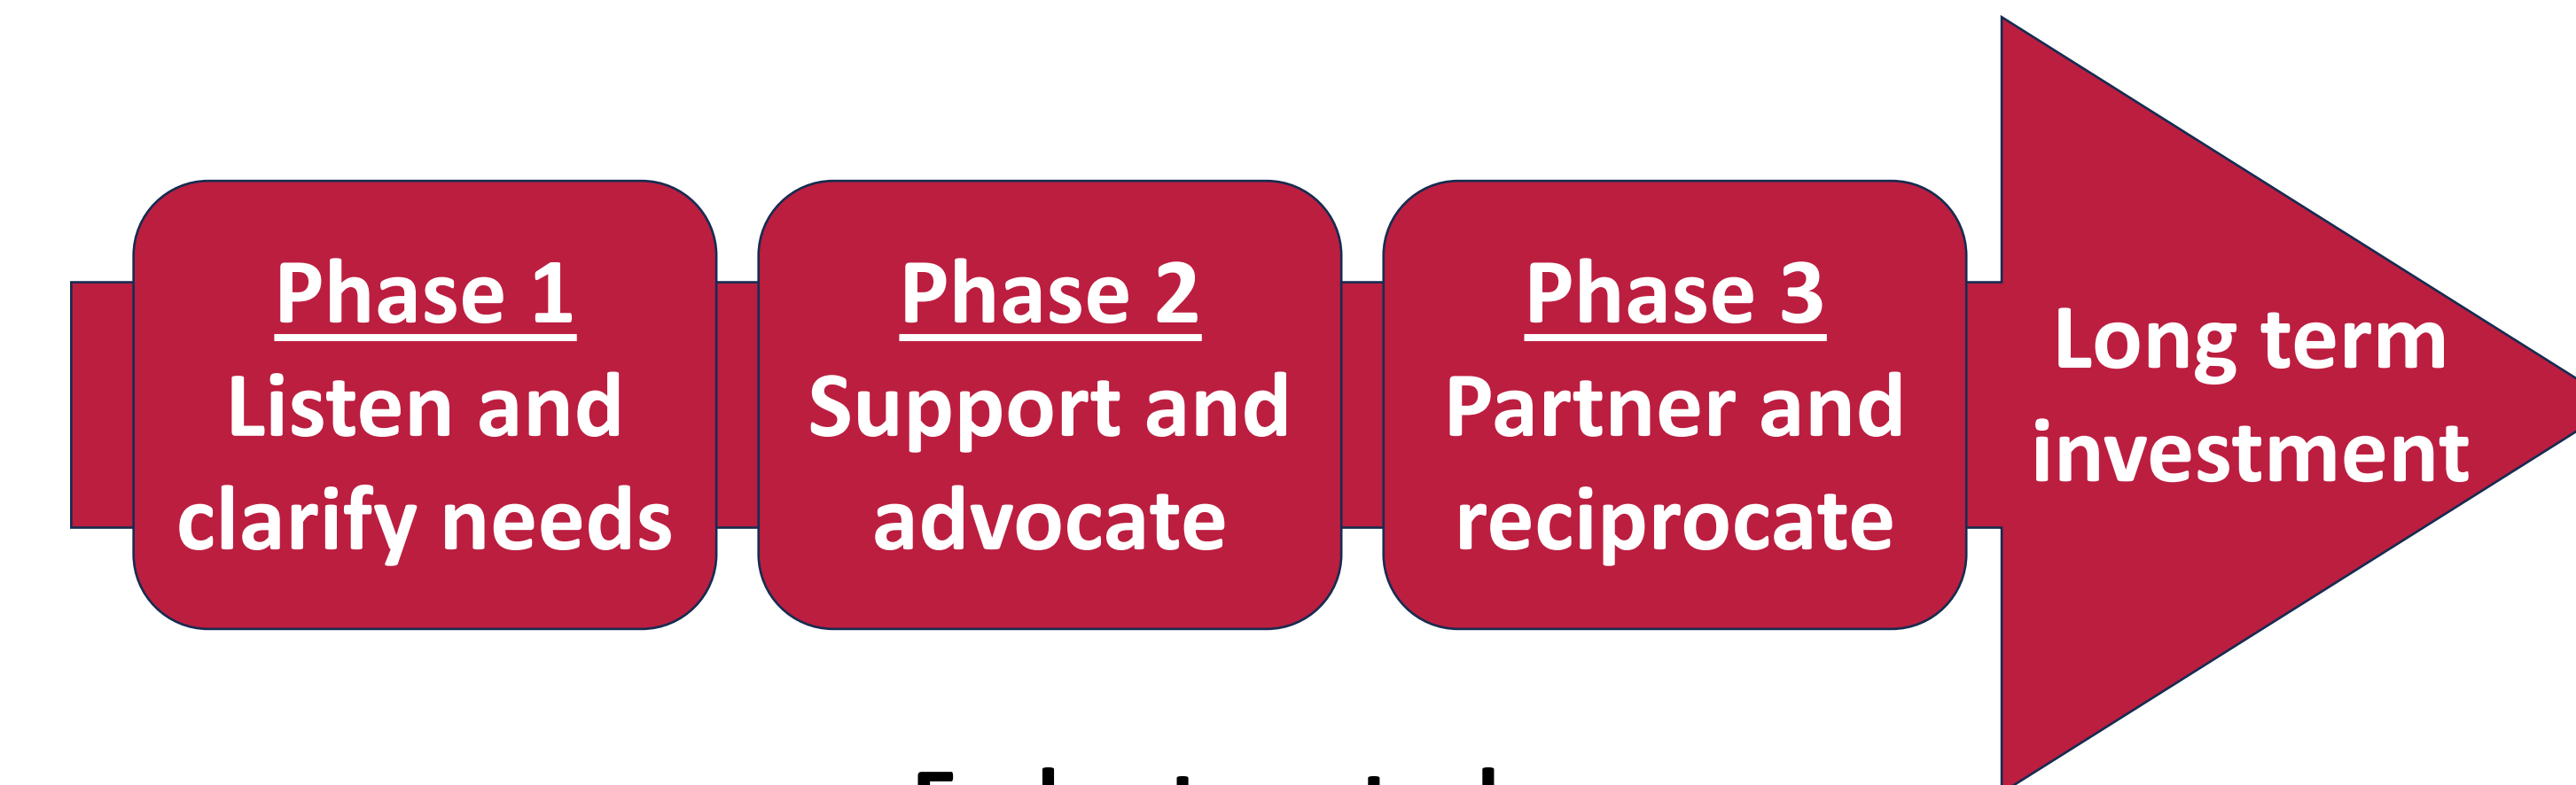 Phase 1
Listen and
clarify needs
Phase 2
Support and
advocate
Phase 3
Partner and
reciprocate
Long term
investment